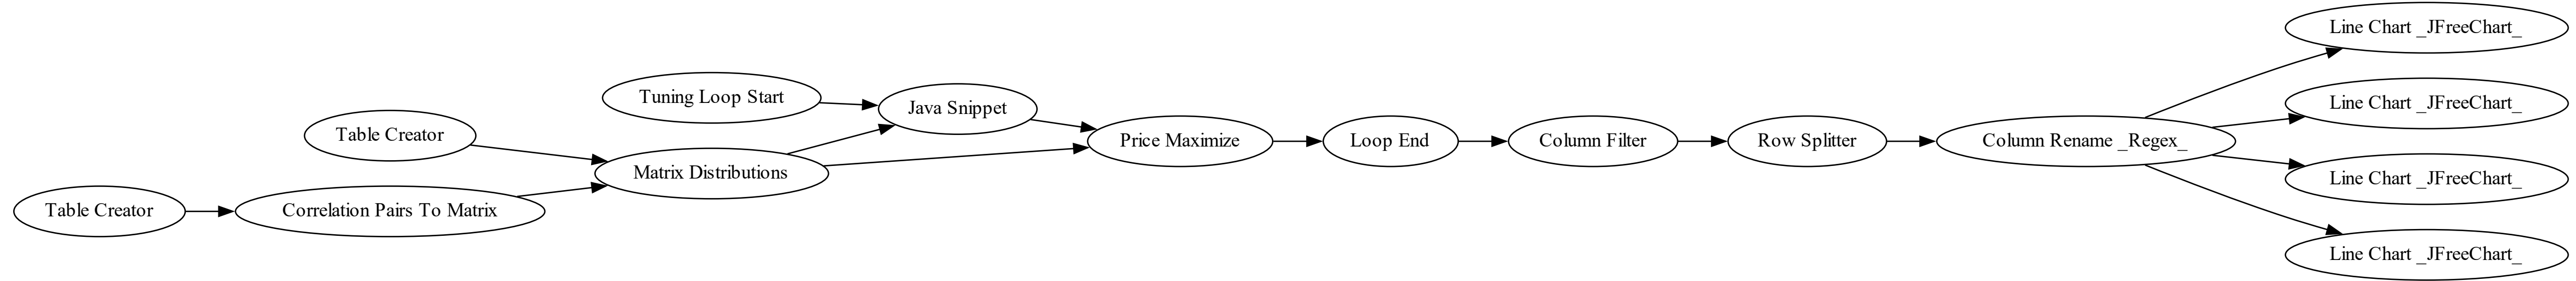 Table Creator
Correlation Pairs To Matrix
Table Creator
Matrix Distributions
Tuning Loop Start
Java Snippet
Price Maximize
Loop End
Column Filter
Row Splitter
Column Rename _Regex_
Line Chart _JFreeChart_
Line Chart _JFreeChart_
Line Chart _JFreeChart_
Line Chart _JFreeChart_